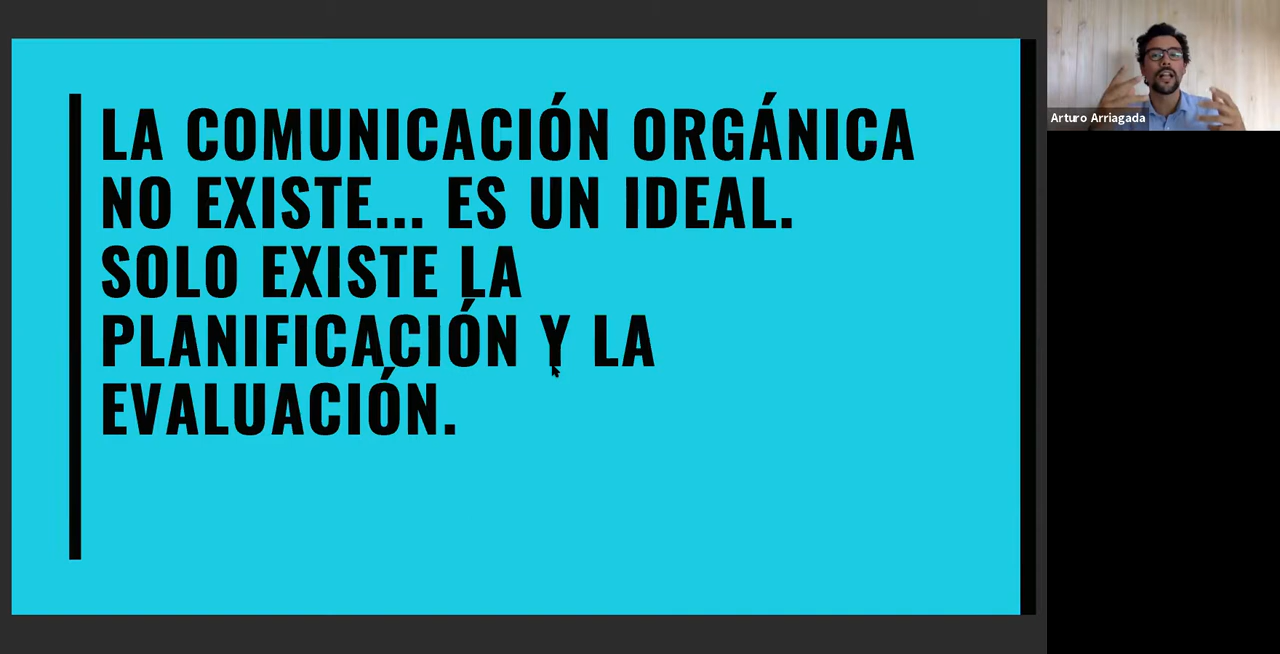 LA COMUNICACIÓN ORGÁNICA
NO EXISTE... ES UN IDEAL.
SOLO EXISTE LA
PLANIFICACIÓN Y LA
EVALUACIÓN.
Arturo Arriagada